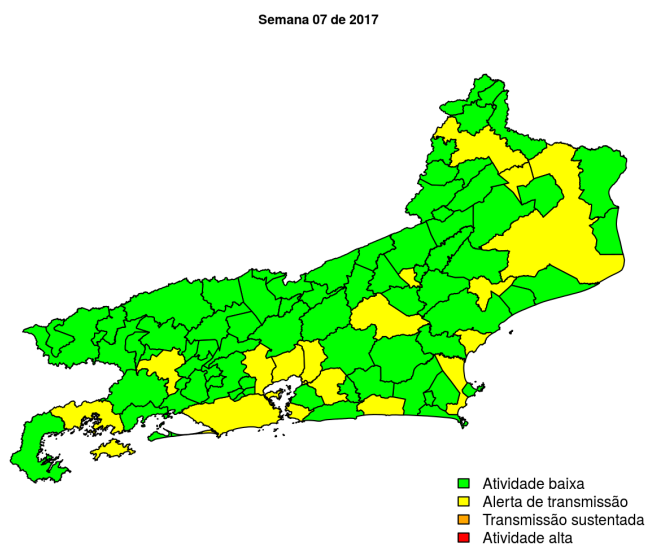 Semana 07 de 2017
Atividade baixa
Alerta de transmissão
Transmissão sustentada
Atividade alta